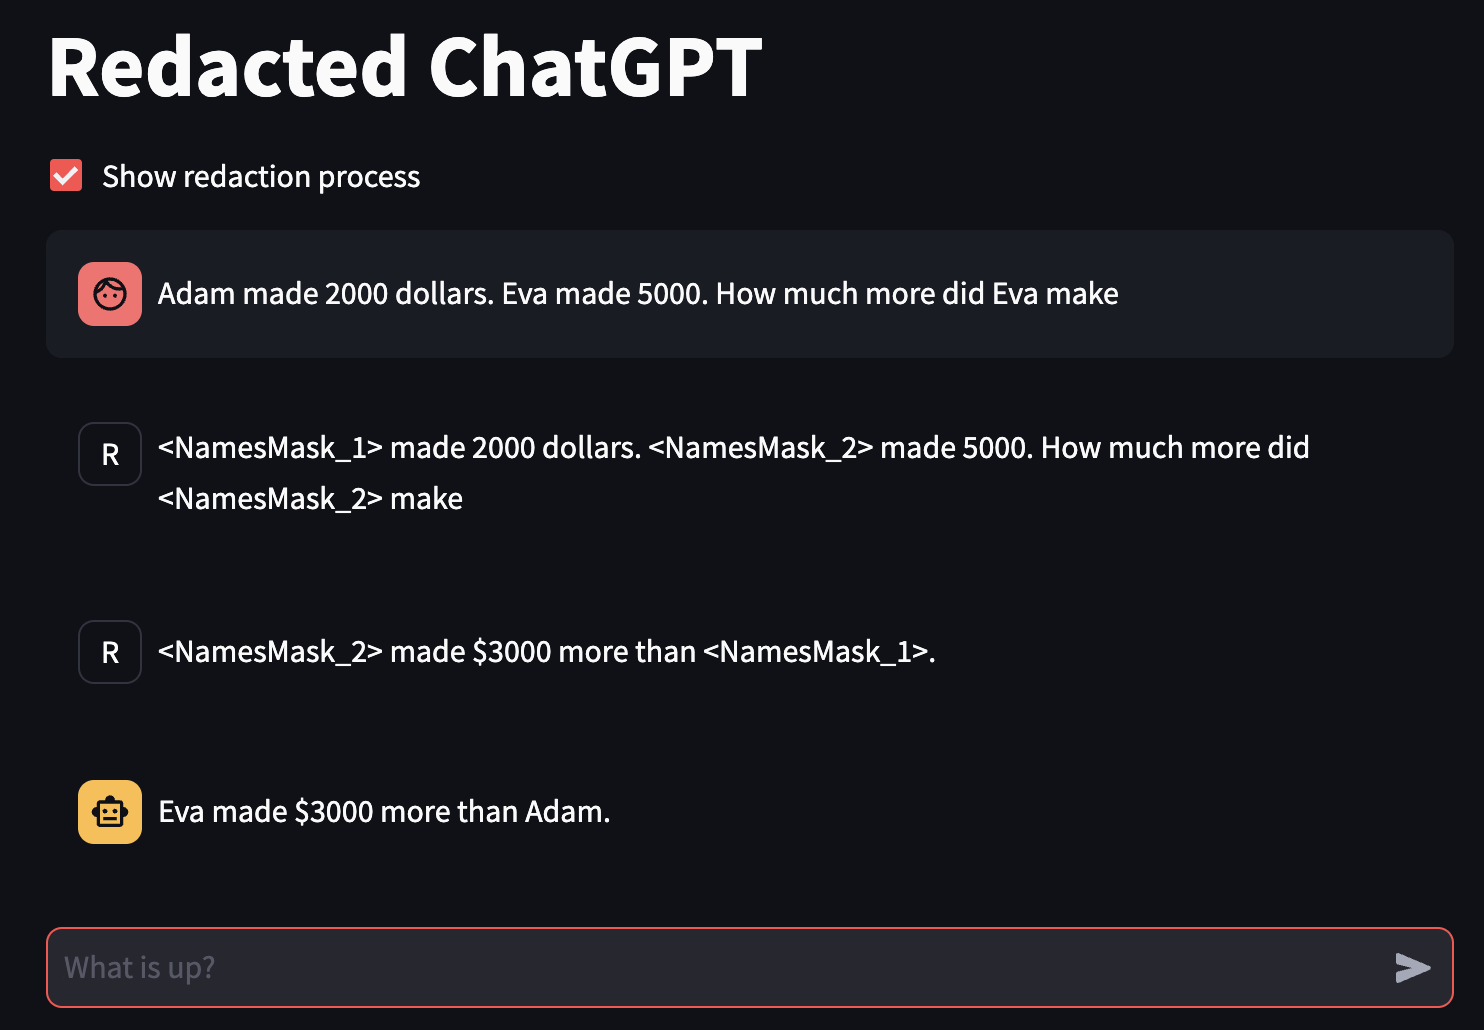 Redacted ChatGPT
Show redaction process
Adam made 2000 dollars. Eva made 5000. How much more did Eva make
R
<NamesMask_1> made 2000 dollars. <NamesMask_2> made 5000. How much more did
<NamesMask_2> make
R
<NamesMask_2> made $3000 more than <NamesMask_1>.
Eva made $3000 more than Adam.
What is up?